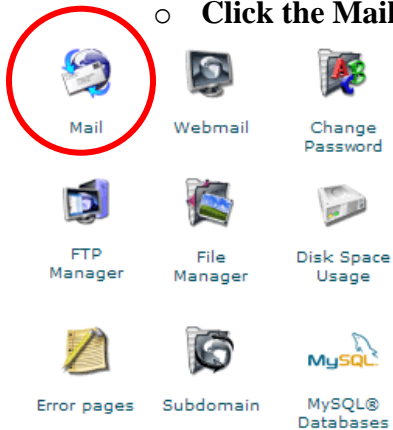 ○ Click the Mail
Mail Webmail Change
Password
FTP
Manager File
Manager Disk Space
Usage
MySQL
Error pages Subdomain MySQL®
Databases